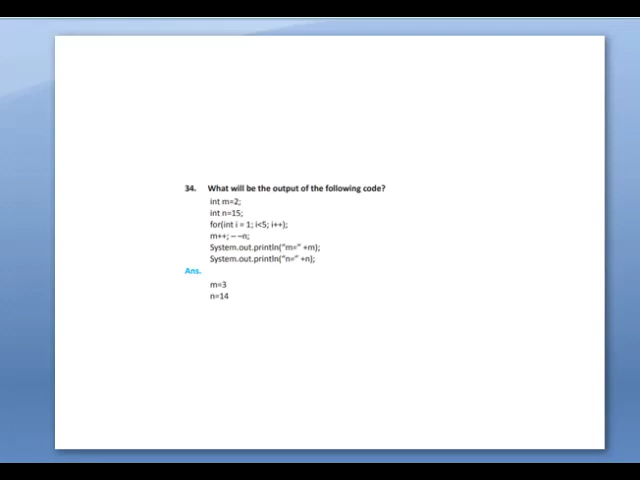 34. What will be the output of the following code?
int m=2;
int n=15;
for(int i = 1; i<5; i++);
m++; – –n;
System.out.println("m=" +m);
System.out.println("n=" +n);
Ans.
m=3
n=14